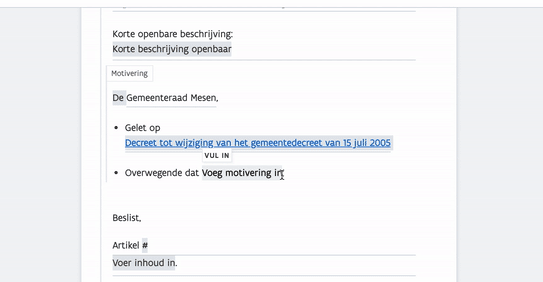 Korte openbare beschrijving:
Korte beschrijving openbaar
Motivering
De Gemeenteraad Mesen,
• Gelet op
Decreet tot wijziging van het gemeentedecreet van 15 juli 2005
VUL IN
• Overwegende dat Voeg motivering in
Beslist,
Artikel #
Voer inhoud in.